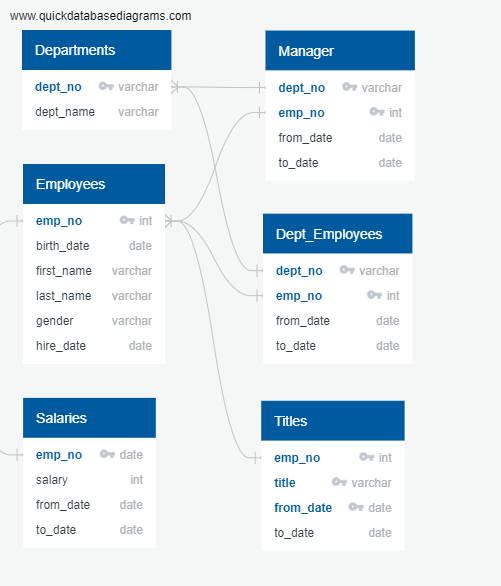 www.quickdatabasediagrams.com
Departments
dept_no varchar
dept_name varchar
Manager
dept_no varchar
emp_no int
from_date date
to_date date
Employees
emp_no int
birth_date date
first_name varchar
last_name varchar
gender varchar
hire_date date
Dept_Employees
dept_no varchar
emp_no int
from_date date
to_date date
Salaries
emp_no date
salary int
from_date date
to_date date
Titles
emp_no int
title varchar
from_date date
to_date date